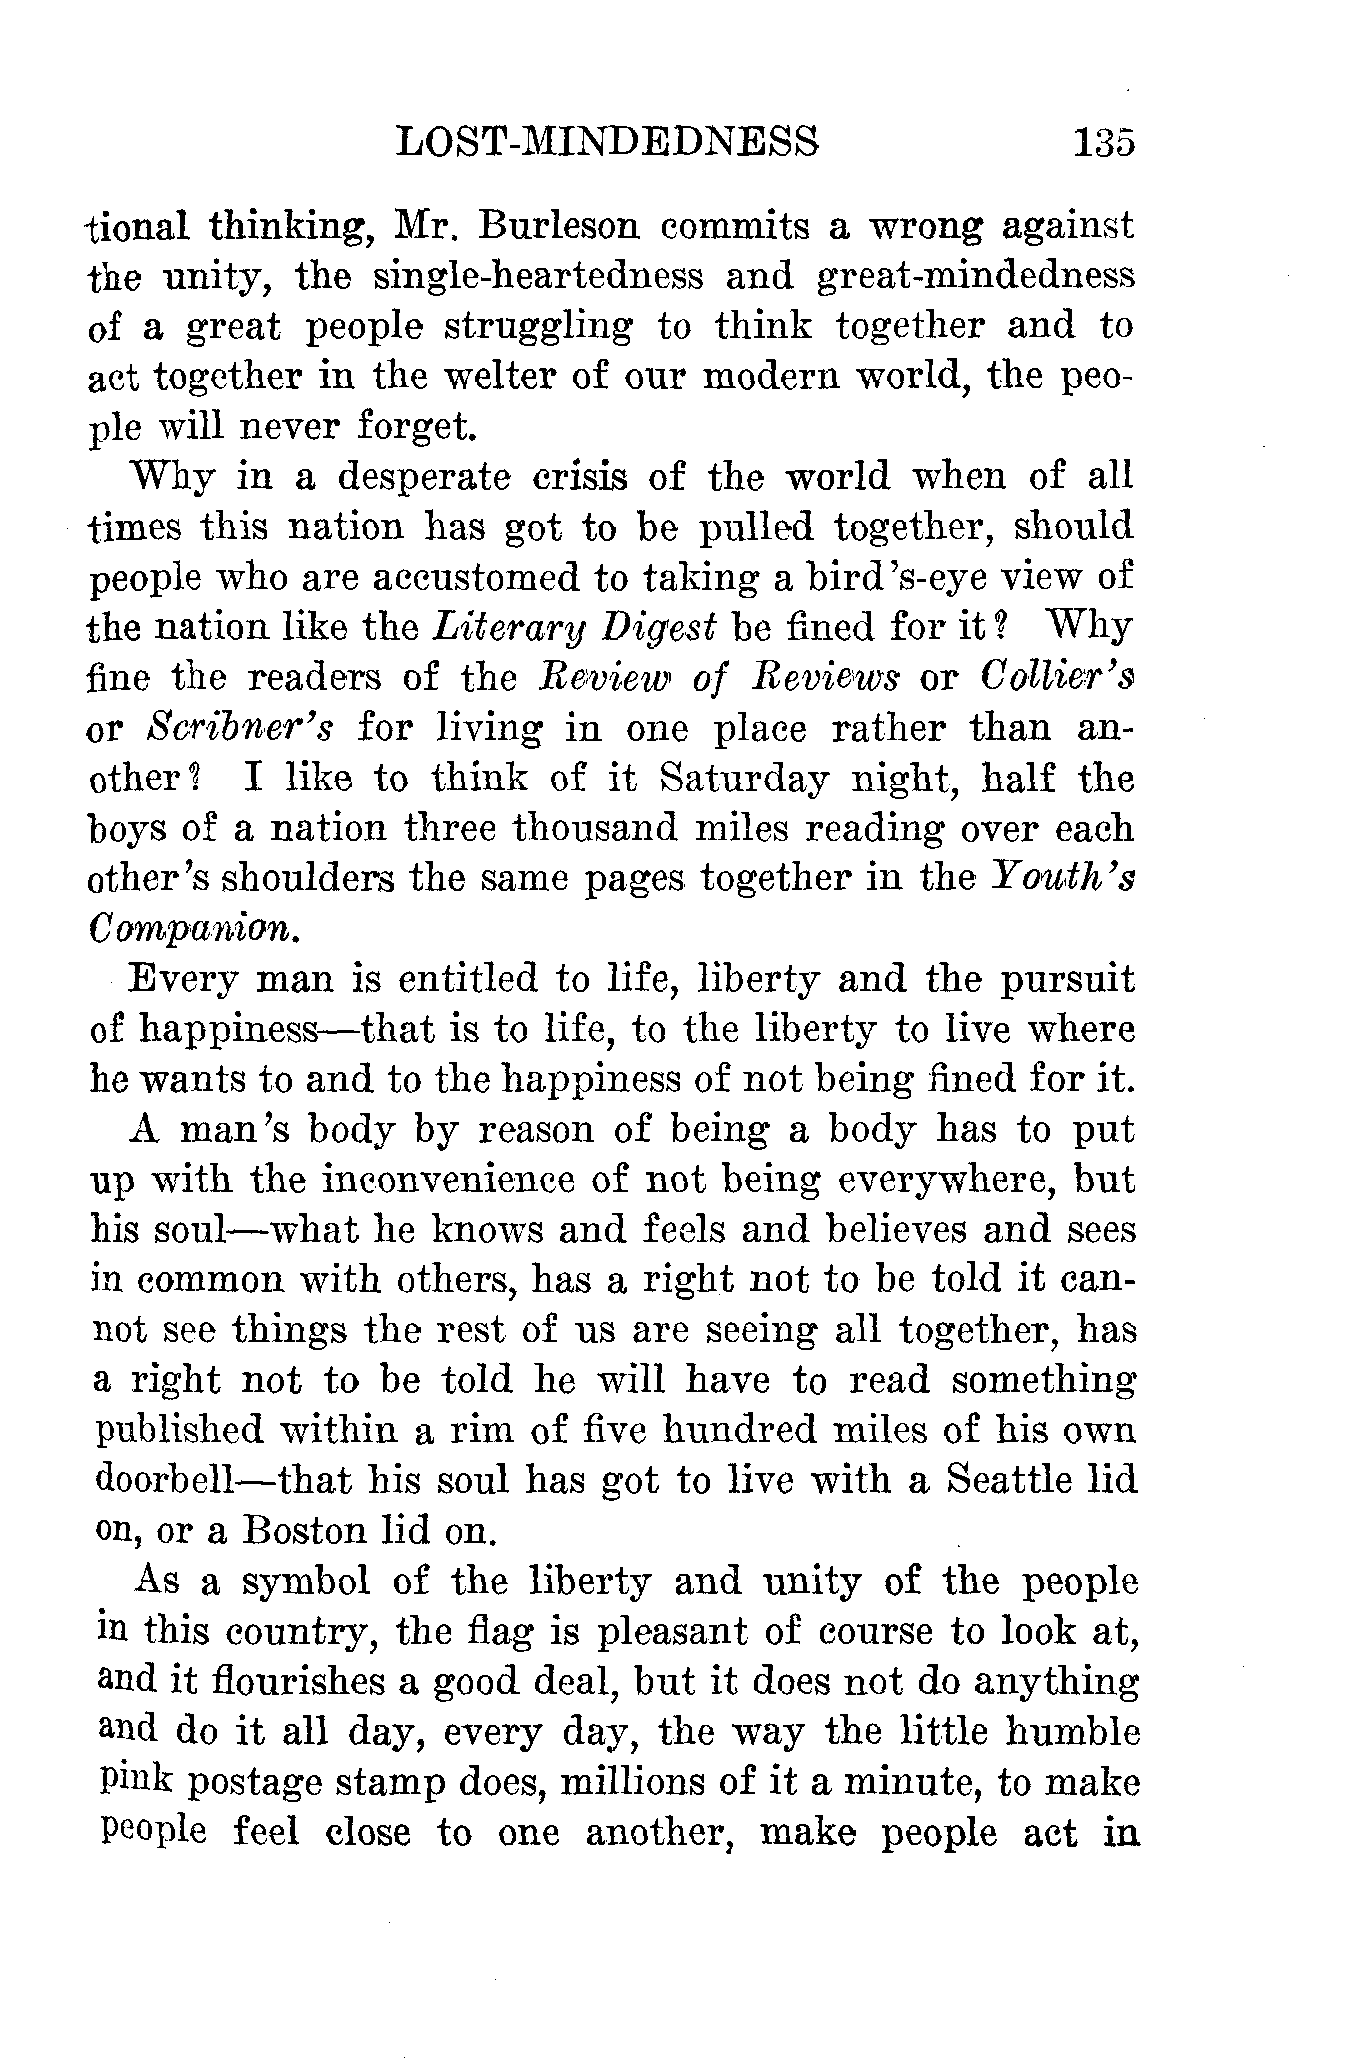 LOST-MINDEDNESS 135
tional thinking, Mr. Burleson commits a wrong against
the unity, the single-heartedness and great-mindedness
of a great people struggling to think together and to
act together in the welter of our modern world, the peo-
ple will never forget.
Why in a desperate crisis of the world when of all
times this nation has got to be pulled together, should
people who are accustomed to taking a bird's-eye view of
the nation like the Literary Digest be fined for it? Why
fine the readers of the Review of Reviews or Collier's
or Scribner's for living in one place rather than an-
other? I like to think of it Saturday night, half the
boys of a nation three thousand miles reading over each
other's shoulders the same pages together in the Youth's
Companion.
Every man is entitled to life, liberty and the pursuit
of happiness—that is to life, to the liberty to live where
he wants to and to the happiness of not being fined for it.
A man's body by reason of being a body has to put
up with the inconvenience of not being everywhere, but
his soul—what he knows and feels and believes and sees
in common with others, has a right not to be told it can-
not see things the rest of us are seeing all together, has
a right not to be told he will have to read something
published within a rim of five hundred miles of his own
doorbell—that his soul has got to live with a Seattle lid
on, or a Boston lid on.
As a symbol of the liberty and unity of the people
in this country, the flag is pleasant of course to look at,
and it flourishes a good deal, but it does not do anything
and do it all day, every day, the way the little humble
pink postage stamp does, millions of it a minute, to make
people feel close to one another, make people act in